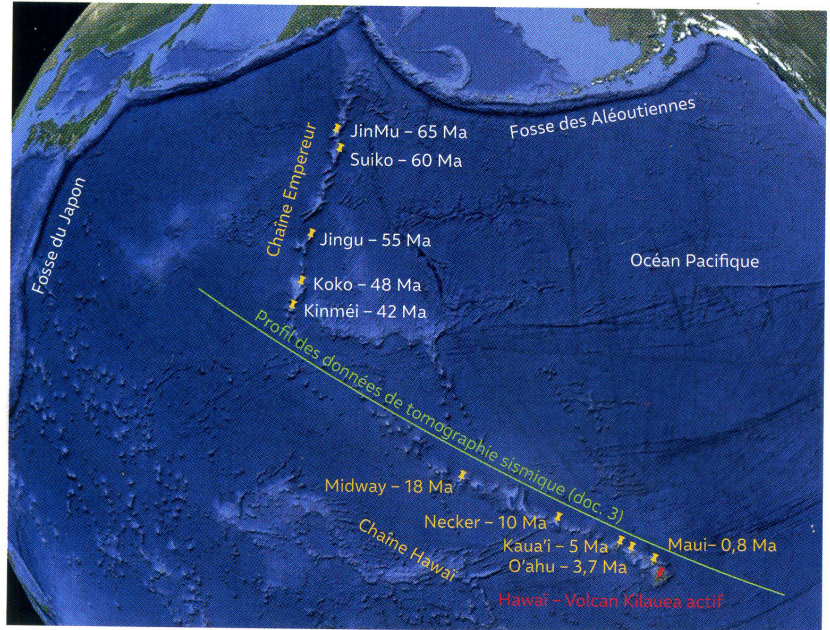 Fosse des Aléoutiennes
JinMu – 65 Ma
Suiko – 60 Ma
Chaîne Empereur
Fosse du Japon
Jingu – 55 Ma
Océan Pacifique
Koko – 48 Ma
Kinméi – 42 Ma
Profil des données de tomographie sismique (doc. 3)
Midway – 18 Ma
Necker – 10 Ma
Chaîne Hawaï
Kaua'i – 5 Ma
Maui– 0,8 Ma
O'ahu – 3,7 Ma
Hawaï – Volcan Kilauea actif